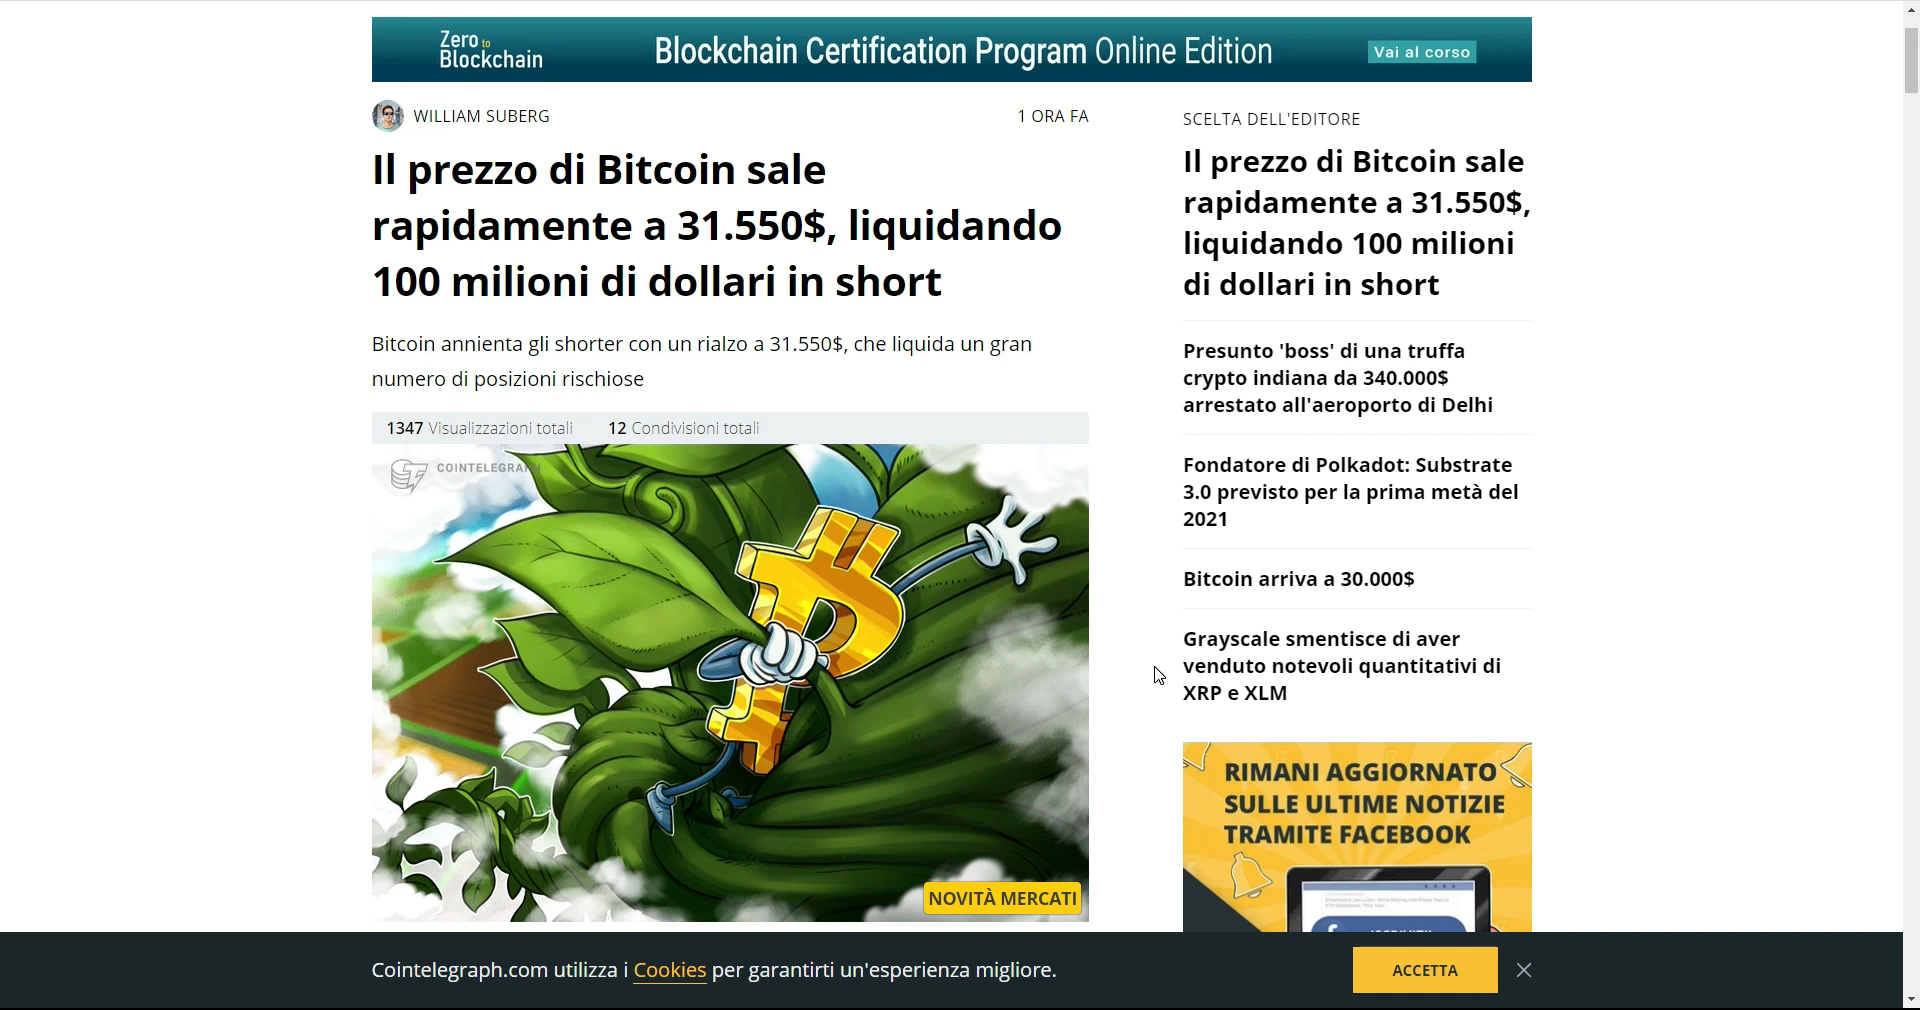 Zero to
Blockchain
Blockchain Certification Program Online Edition
Vai al corso
WILLIAM SUBERG
1 ORA FA
Il prezzo di Bitcoin sale
rapidamente a 31.550$, liquidando
100 milioni di dollari in short
Bitcoin annienta gli shorter con un rialzo a 31.550$, che liquida un gran
numero di posizioni rischiose
1347 Visualizzazioni totali
12 Condivisioni totali
COINTELEGRAPH
NOVITÀ MERCATI
SCELTA DELL'EDITORE
Il prezzo di Bitcoin sale
rapidamente a 31.550$,
liquidando 100 milioni
di dollari in short
Presunto 'boss' di una truffa
crypto indiana da 340.000$
arrestato all'aeroporto di Delhi
Fondatore di Polkadot: Substrate
3.0 previsto per la prima metà del
2021
Bitcoin arriva a 30.000$
Grayscale smentisce di aver
venduto notevoli quantitativi di
XRP e XLM
RIMANI AGGIORNATO
SULLE ULTIME NOTIZIE
TRAMITE FACEBOOK
Cointelegraph.com utilizza i Cookies per garantirti un'esperienza migliore.
ACCETTA